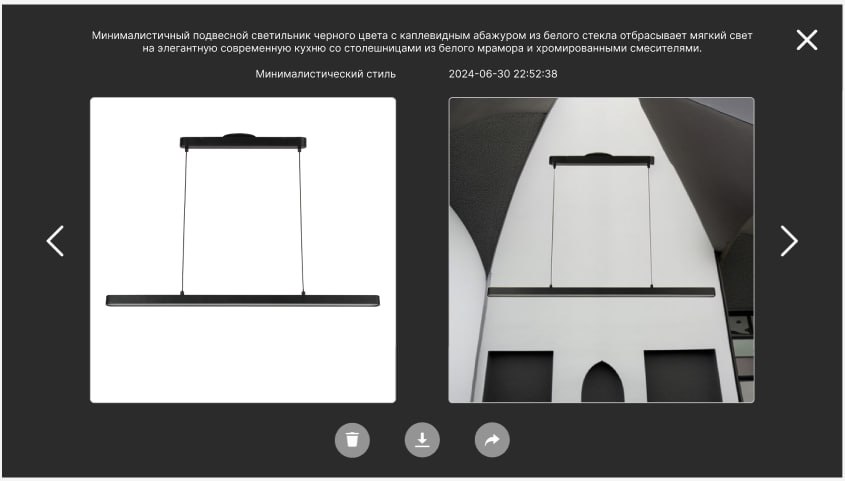 Минималистичный подвесной светильник черного цвета с каплевидным абажуром из белого стекла отбрасывает мягкий свет
на элегантную современную кухню со столешницами из белого мрамора и хромированными смесителями.
Минималистический стиль
2024-06-30 22:52:38